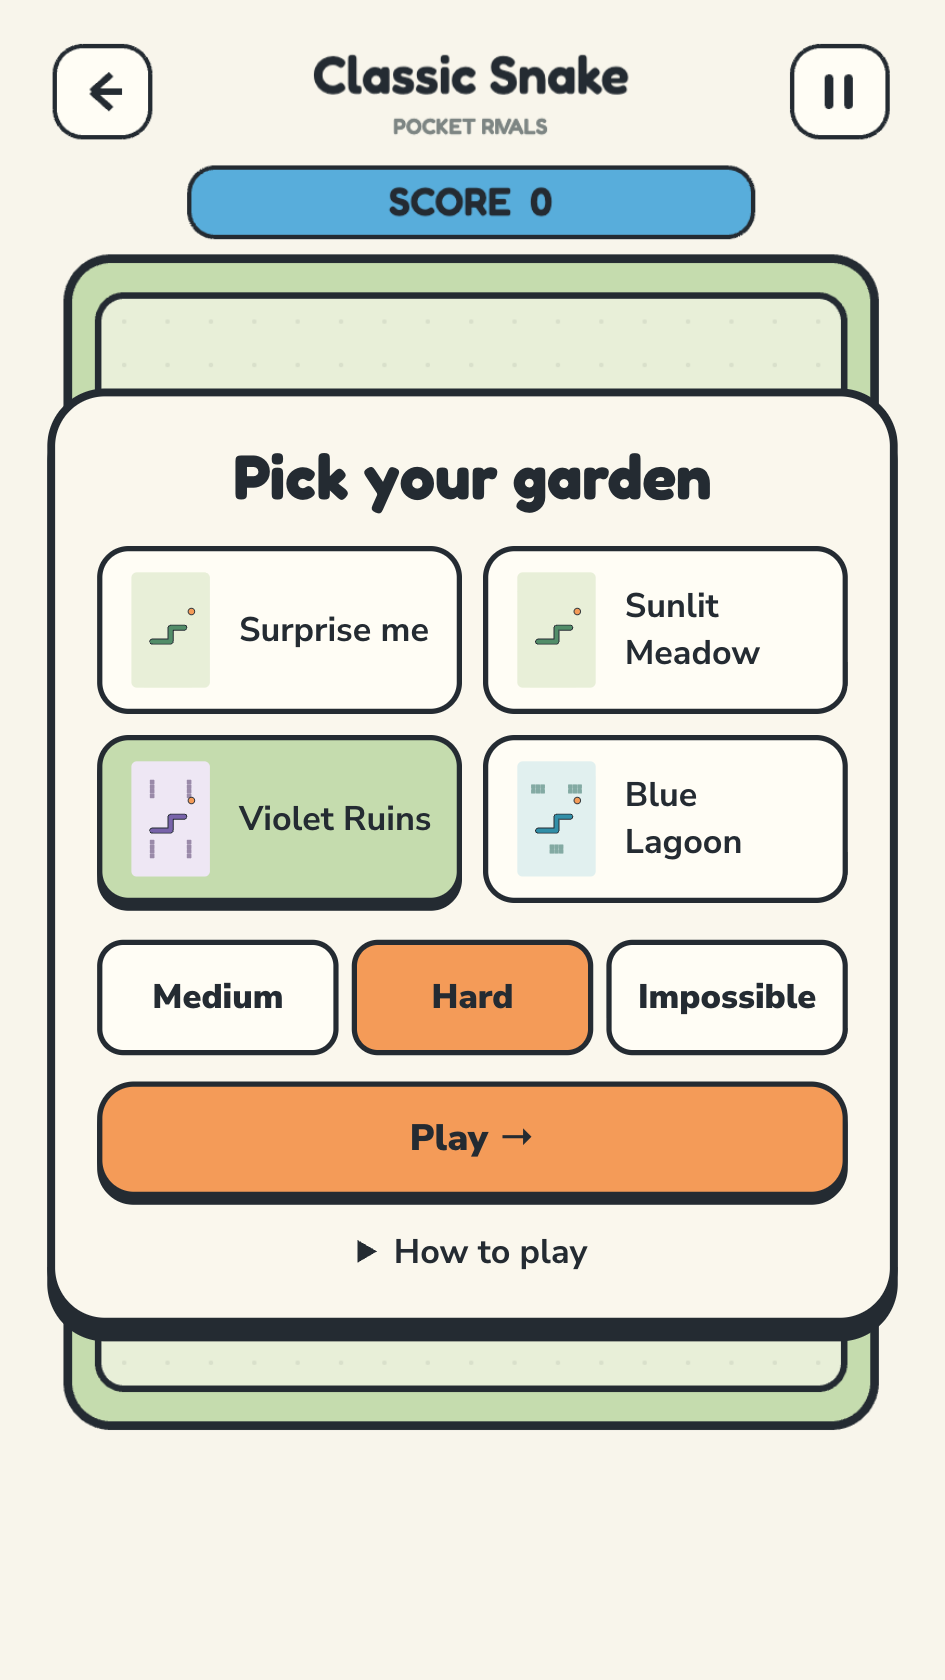 Classic Snake
POCKET RIVALS
SCORE 0
Pick your garden
Surprise me
Sunlit
Meadow
Violet Ruins
Blue
Lagoon
Medium
Hard
Impossible
Play →
▶ How to play